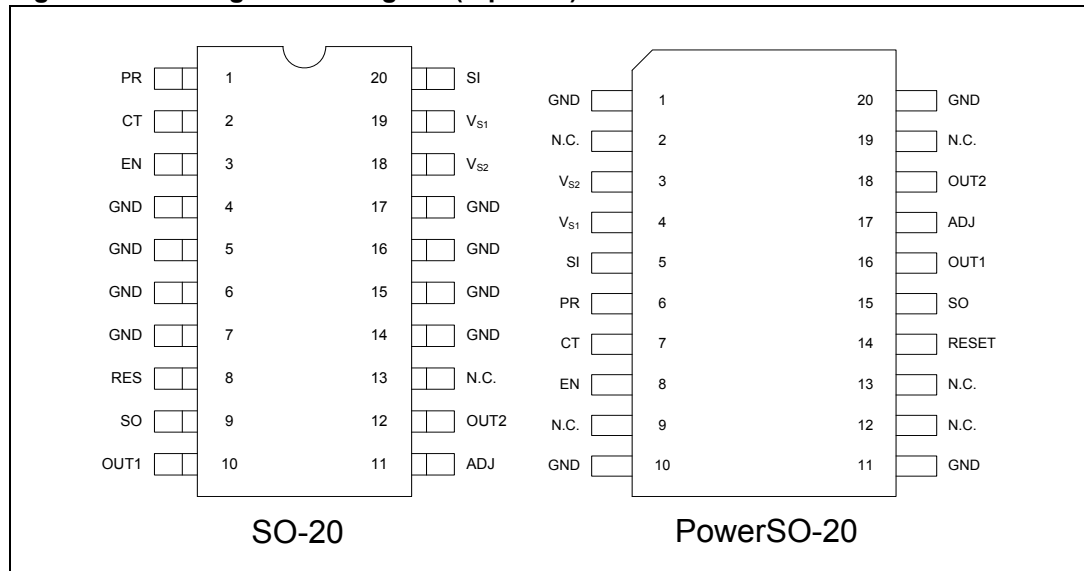 PR 1 20 SI
CT 2 19 VS1
EN 3 18 VS2
GND 4 17 GND
GND 5 16 GND
GND 6 15 GND
GND 7 14 GND
RES 8 13 N.C.
SO 9 12 OUT2
OUT1 10 11 ADJ
SO-20
GND 1 20 GND
N.C. 2 19 N.C.
VS2 3 18 OUT2
VS1 4 17 ADJ
SI 5 16 OUT1
PR 6 15 SO
CT 7 14 RESET
EN 8 13 N.C.
N.C. 9 12 N.C.
GND 10 11 GND
PowerSO-20